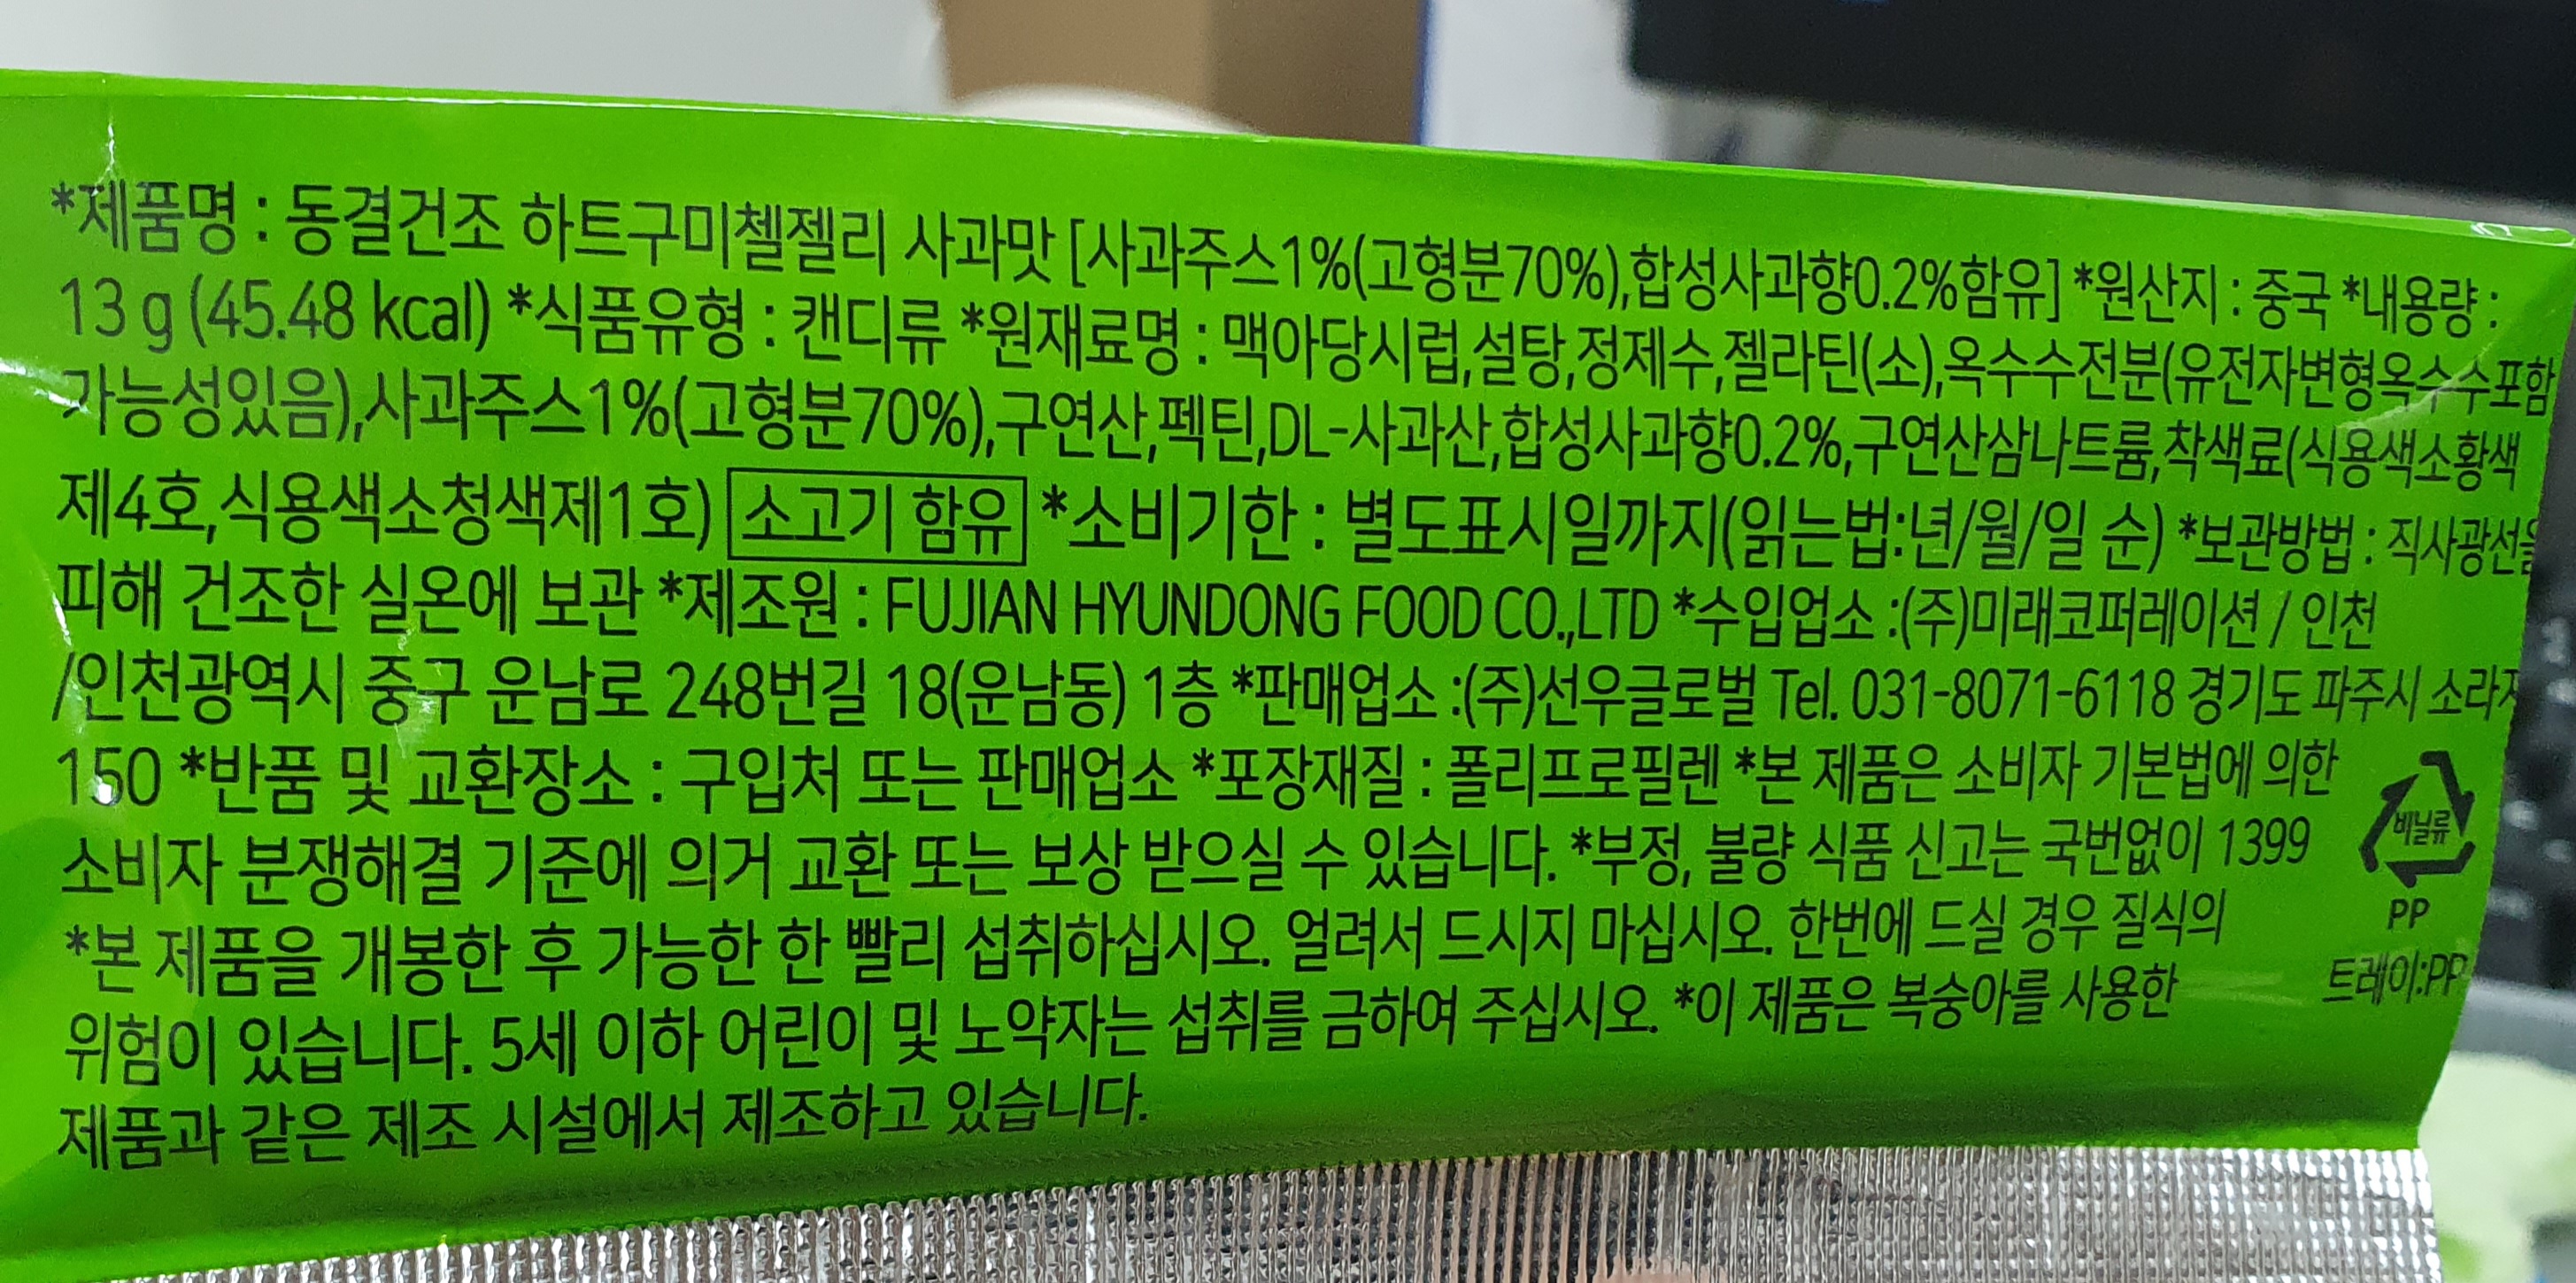 *제품명 : 동결건조 하트구미첼젤리 사과맛 [사과주스1%(고형분70%),합성사과향0.2%함유] *원산지 : 중국 *내용량 :
13 g (45.48 kcal) *식품유형 : 캔디류 *원재료명 : 맥아당시럽,설탕,정제수,젤라틴(소),옥수수전분(유전자변형옥수수포함
가능성있음),사과주스1%(고형분70%),구연산,펙틴,DL-사과산,합성사과향0.2%,구연산삼나트륨,착색료(식용색소황색
제4호,식용색소청색제1호) 소고기 함유 *소비기한 : 별도표시일까지(읽는법:년/월/일 순) *보관방법 : 직사광선을
피해 건조한 실온에 보관 *제조원 : FUJIAN HYUNDONG FOOD CO.,LTD *수입업소 :(주)미래코퍼레이션 / 인천
/인천광역시 중구 운남로 248번길 18(운남동) 1층 *판매업소 :(주)선우글로벌 Tel. 031-8071-6118 경기도 파주시
150 *반품 및 교환장소 : 구입처 또는 판매업소 *포장재질 : 폴리프로필렌 *본 제품은 소비자 기본법에 의한
소비자 분쟁해결 기준에 의거 교환 또는 보상 받으실 수 있습니다. *부정, 불량 식품 신고는 국번없이 1399
*본 제품을 개봉한 후 가능한 한 빨리 섭취하십시오. 얼려서 드시지 마십시오. 한번에 드실 경우 질식의
위험이 있습니다. 5세 이하 어린이 및 노약자는 섭취를 금하여 주십시오. *이 제품은 복숭아를 사용한
제품과 같은 제조 시설에서 제조하고 있습니다.
비닐류
PP
트레이:PP